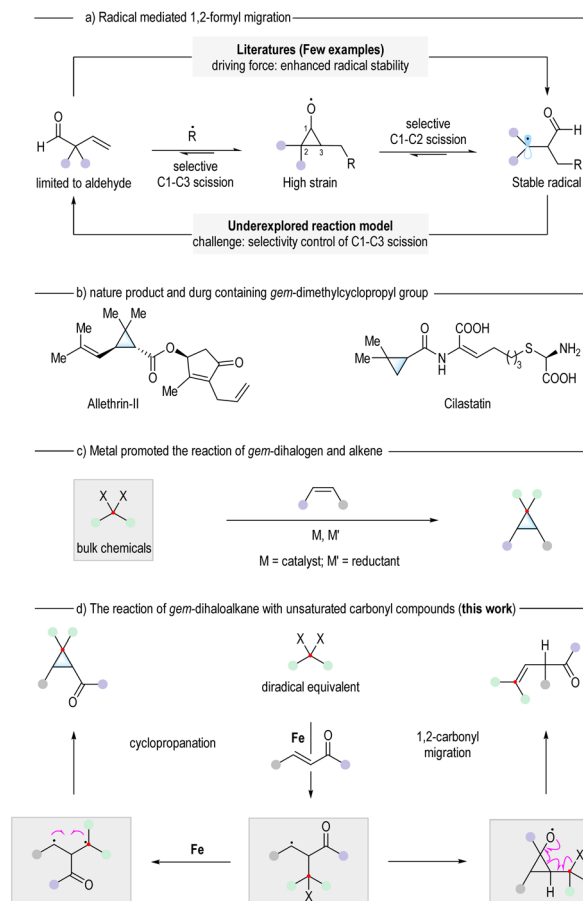 a) Radical mediated 1,2-formyl migration
Literatures (Few examples)
driving force: enhanced radical stability
O
H
limited to aldehyde
Ṙ
selective
C1-C3 scission
O
1
2
3
R
High strain
selective
C1-C2 scission
O
H
R
Stable radical
Underexplored reaction model
challenge: selectivity control of C1-C3 scission
b) nature product and durg containing gem-dimethylcyclopropyl group
Me Me
Me
Me
O
O
O
Me
Allethrin-II
Me
Me
O
N
H
COOH
( )3
S
NH2
COOH
Cilastatin
c) Metal promoted the reaction of gem-dihalogen and alkene
X X
bulk chemicals
M, M'
M = catalyst; M' = reductant
d) The reaction of gem-dihaloalkane with unsaturated carbonyl compounds (this work)
O
X X
diradical equivalent
H
O
cyclopropanation
Fe
O
1,2-carbonyl
migration
O
Fe
O
X
O
X
H